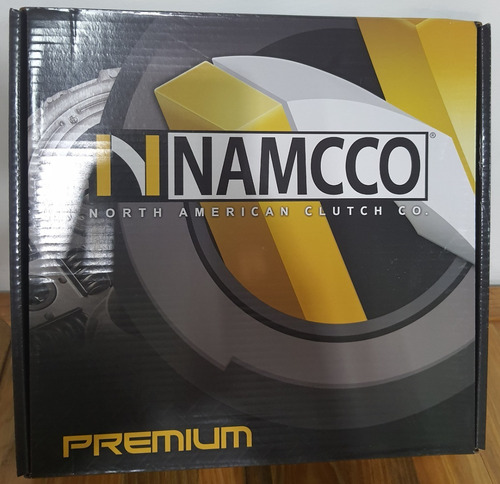 NAMCCO®
NORTH AMERICAN CLUTCH CO.
PREMIUM